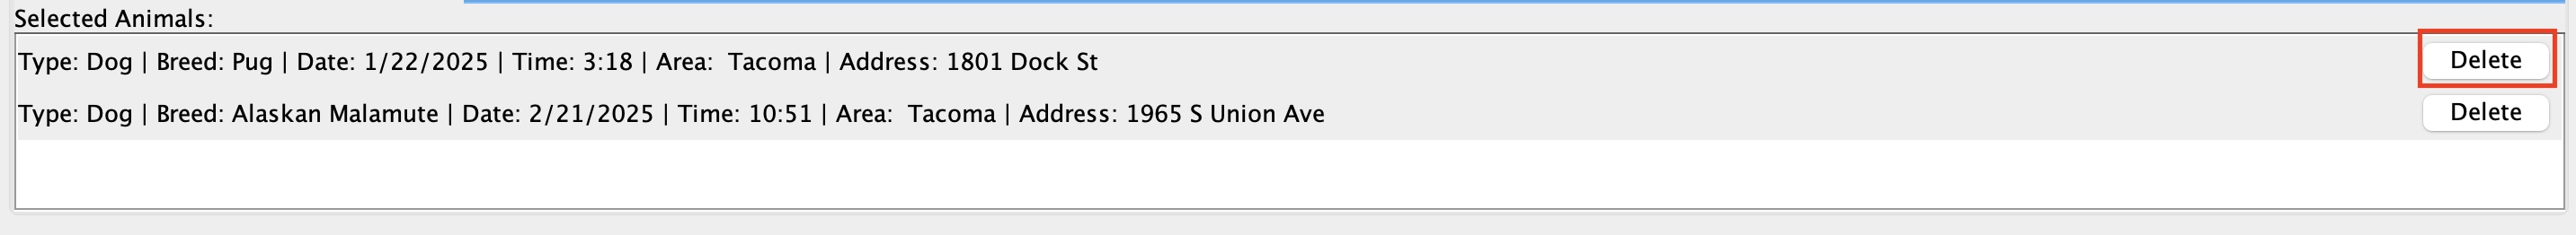 Selected Animals:
Type: Dog | Breed: Pug | Date: 1/22/2025 | Time: 3:18 | Area:  Tacoma | Address: 1801 Dock St Delete
Type: Dog | Breed: Alaskan Malamute | Date: 2/21/2025 | Time: 10:51 | Area:  Tacoma | Address: 1965 S Union Ave Delete